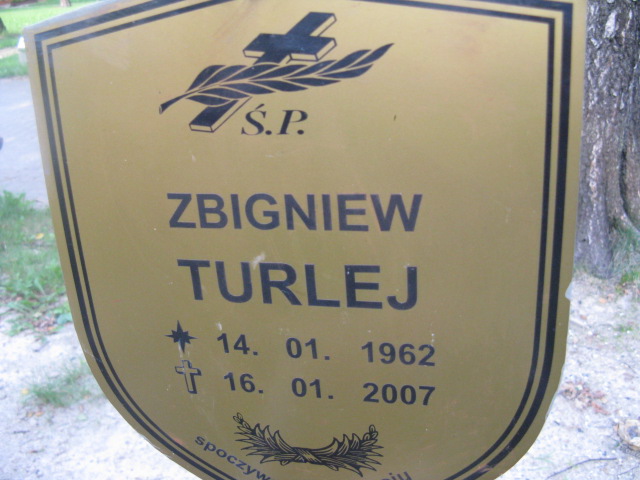 Ś.P.
ZBIGNIEW
TURLEJ
14. 01. 1962
16. 01. 2007